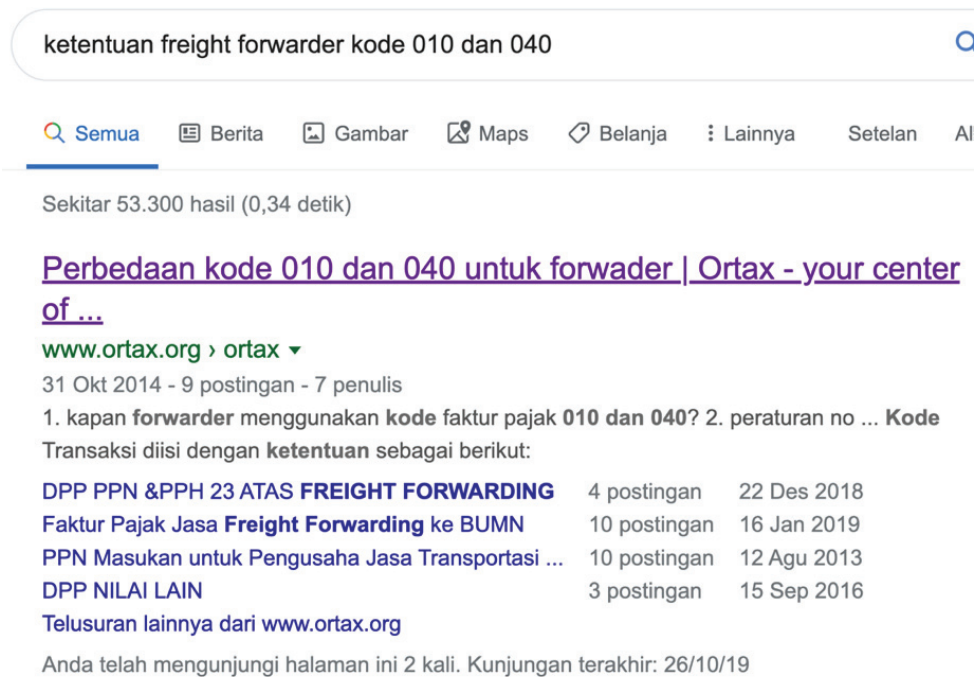 ketentuan freight forwarder kode 010 dan 040
Semua Berita Gambar Maps Belanja Lainnya Setelan
Sekitar 53.300 hasil (0,34 detik)
Perbedaan kode 010 dan 040 untuk forwader | Ortax - your center
of ...
www.ortax.org › ortax
31 Okt 2014 - 9 postingan - 7 penulis
1. kapan forwarder menggunakan kode faktur pajak 010 dan 040? 2. peraturan no ... Kode
Transaksi diisi dengan ketentuan sebagai berikut:
DPP PPN &PPH 23 ATAS FREIGHT FORWARDING 4 postingan 22 Des 2018
Faktur Pajak Jasa Freight Forwarding ke BUMN 10 postingan 16 Jan 2019
PPN Masukan untuk Pengusaha Jasa Transportasi ... 10 postingan 12 Agu 2013
DPP NILAI LAIN 3 postingan 15 Sep 2016
Telusuran lainnya dari www.ortax.org
Anda telah mengunjungi halaman ini 2 kali. Kunjungan terakhir: 26/10/19